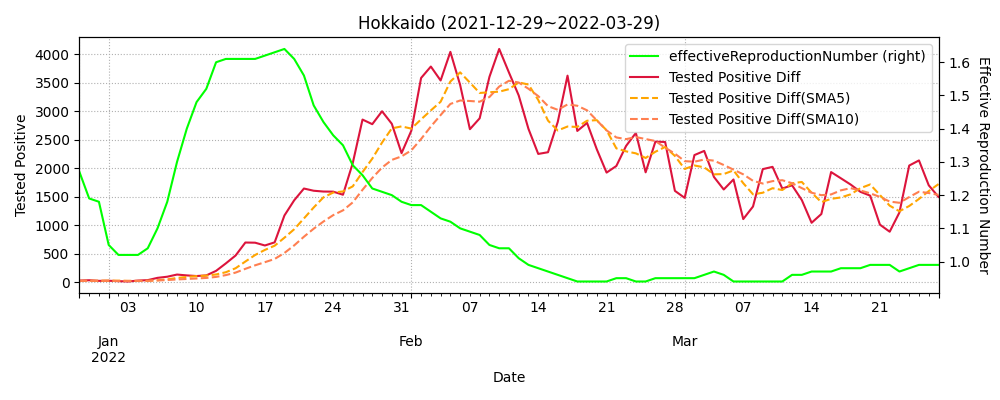 Hokkaido (2021-12-29~2022-03-29)
effectiveReproductionNumber (right)
Tested Positive Diff
Tested Positive Diff(SMA5)
Tested Positive Diff(SMA10)
Tested Positive
4000
3500
3000
2500
2000
1500
1000
500
0
1.6
1.5
1.4
1.3
1.2
1.1
1.0
Effective Reproduction Number
03 10 17 24 31 07 14 21 28 07 14 21
Jan Feb Mar
2022
Date